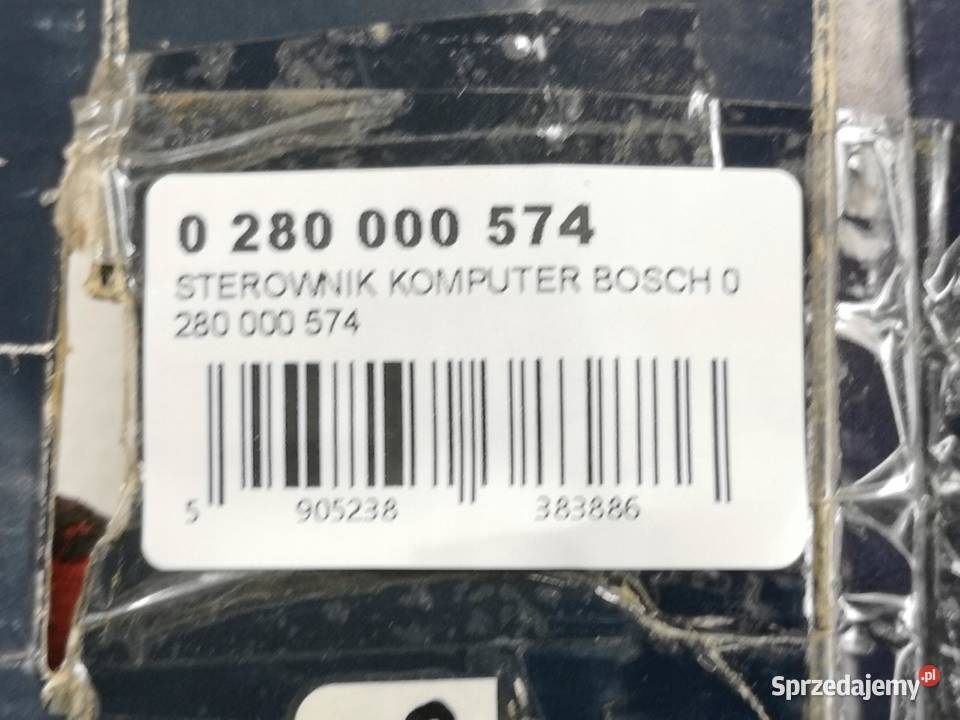 0 280 000 574
STEROWNIK KOMPUTER BOSCH 0
280 000 574
5 905238 383886
Sprzedajemy.pl